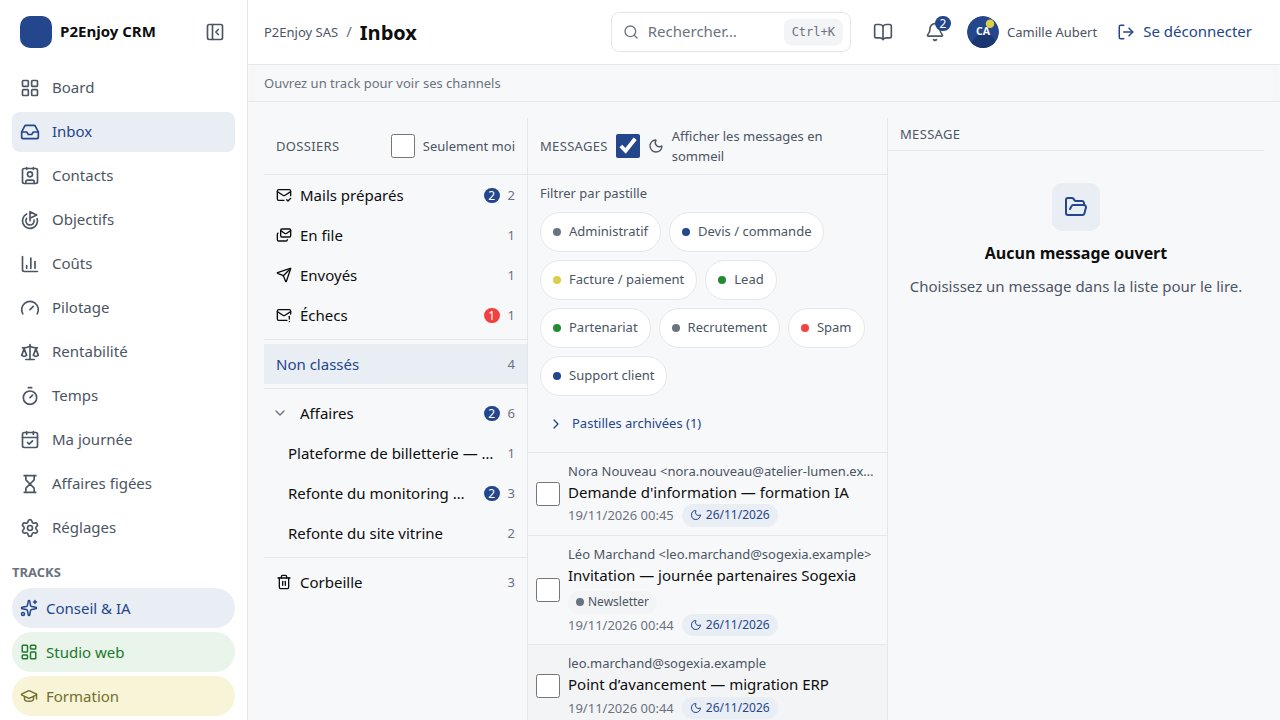 P2Enjoy CRM
Board
Inbox
Contacts
Objectifs
Coûts
Pilotage
Rentabilité
Temps
Ma journée
Affaires figées
Réglages
TRACKS
Conseil & IA
Studio web
Formation
P2Enjoy SAS / Inbox
Rechercher... Ctrl+K
2
CA Camille Aubert
Se déconnecter
Ouvrez un track pour voir ses channels
DOSSIERS Seulement moi
Mails préparés 2 2
En file 1
Envoyés 1
Échecs 1 1
Non classés 4
Affaires 2 6
Plateforme de billetterie — ... 1
Refonte du monitoring ... 2 3
Refonte du site vitrine 2
Corbeille 3
MESSAGES Afficher les messages en
sommeil
Filtrer par pastille
Administratif Devis / commande
Facture / paiement Lead
Partenariat Recrutement Spam
Support client
Pastilles archivées (1)
Nora Nouveau <nora.nouveau@atelier-lumen.ex...
Demande d'information — formation IA
19/11/2026 00:45 26/11/2026
Léo Marchand <leo.marchand@sogexia.example>
Invitation — journée partenaires Sogexia
Newsletter
19/11/2026 00:44 26/11/2026
leo.marchand@sogexia.example
Point d’avancement — migration ERP
19/11/2026 00:44 26/11/2026
MESSAGE
Aucun message ouvert
Choisissez un message dans la liste pour le lire.